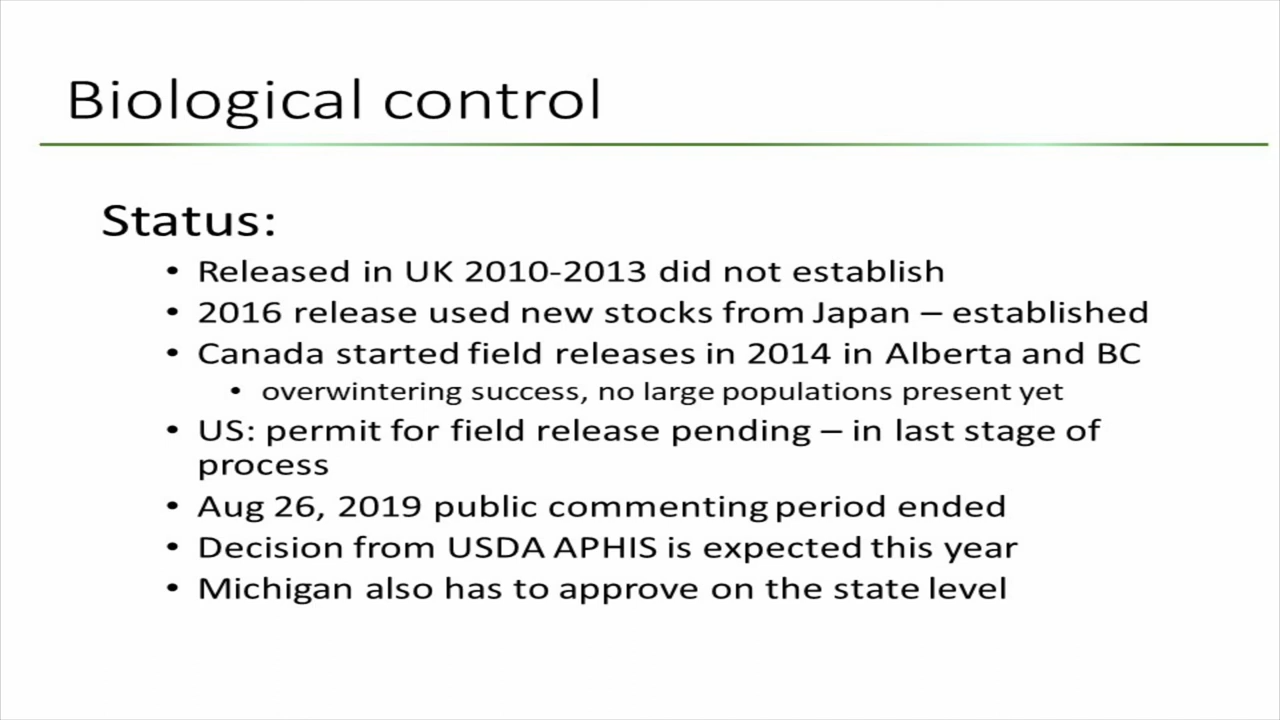 Biological control
Status:
• Released in UK 2010-2013 did not establish
• 2016 release used new stocks from Japan – established
• Canada started field releases in 2014 in Alberta and BC
• overwintering success, no large populations present yet
• US: permit for field release pending – in last stage of
process
• Aug 26, 2019 public commenting period ended
• Decision from USDA APHIS is expected this year
• Michigan also has to approve on the state level